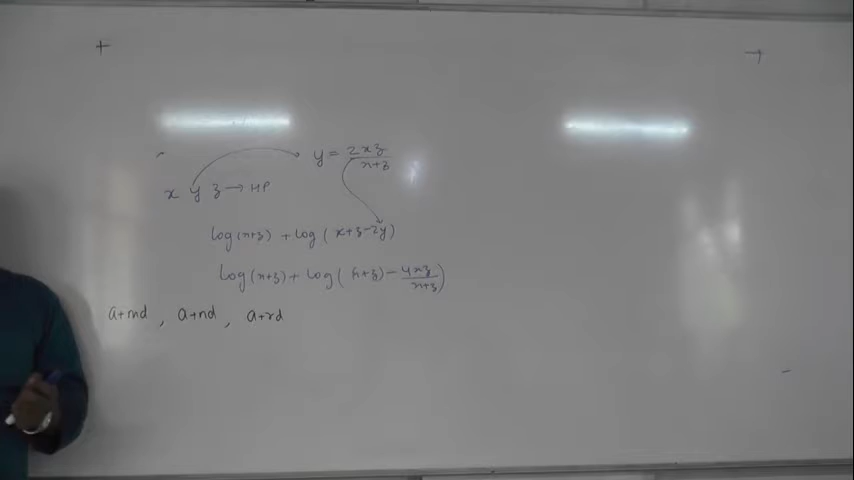 y = 2xz/x+z
x y z → HP
log(x+z) + log(x+z-2y)
log(x+z) + log((x+z) - 4xz/x+z)
a+md, a+nd, a+rd